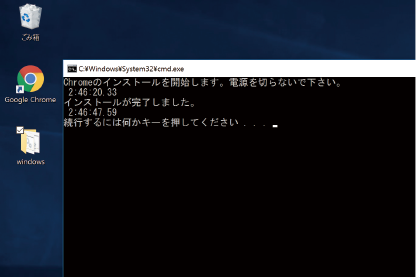 ごみ箱
Google Chrome
windows
C:¥Windows¥System32¥cmd.exe
Chromeのインストールを開始します。電源を切らないで下さい。
2:46:20.33
インストールが完了しました。
2:46:47.59
続行するには何かキーを押してください . . .